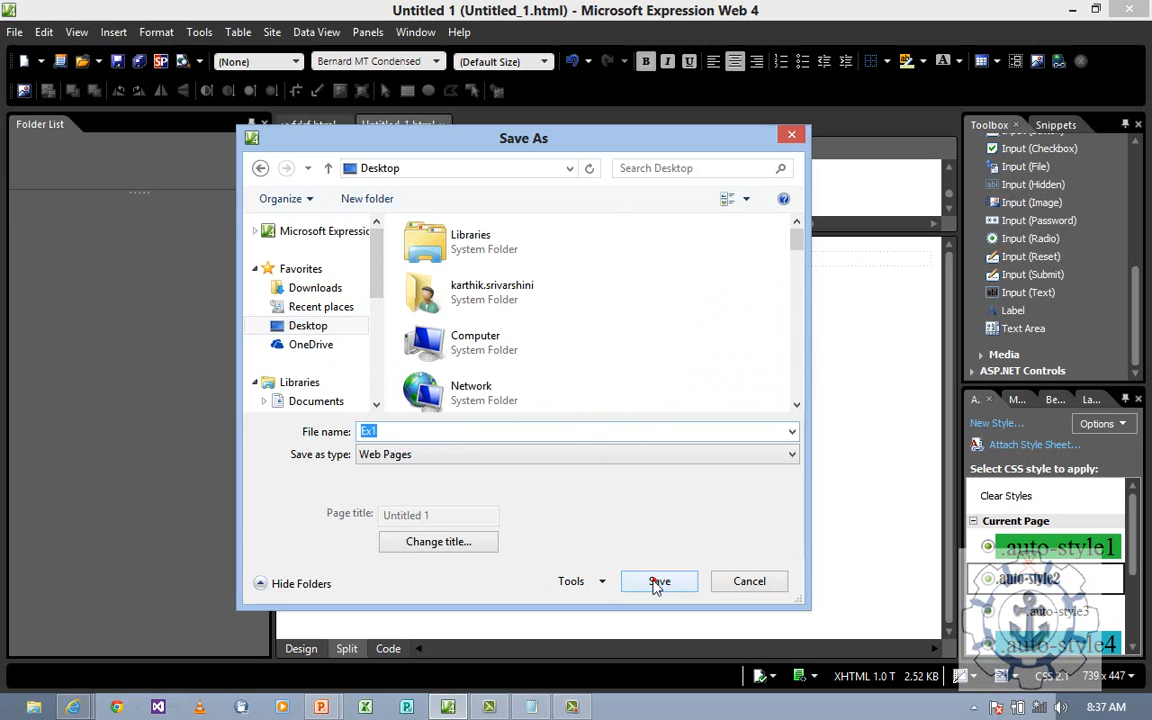 Untitled 1 (Untitled_1.html) - Microsoft Expression Web 4
File Edit View Insert Format Tools Table Site Data View Panels Window Help
(None) Bernard MT Condensed (Default Size) B I U A
Folder List
Untitled_1.html
Save As
Desktop
Search Desktop
Organize New folder
Microsoft Expressic
Favorites
Downloads
Recent places
Desktop
OneDrive
Libraries
Documents
Libraries
System Folder
karthik.srivarshini
System Folder
Computer
System Folder
Network
System Folder
File name: Ex1
Save as type: Web Pages
Page title: Untitled 1
Change title...
Hide Folders
Tools Save Cancel
Toolbox Snippets
Input (Checkbox)
Input (File)
Input (Hidden)
Input (Image)
Input (Password)
Input (Radio)
Input (Reset)
Input (Submit)
Input (Text)
Label
Text Area
Media
ASP.NET Controls
A.. M... Be... La...
New Style... Options
Attach Style Sheet...
Select CSS style to apply:
Clear Styles
Current Page
.auto-style1
.auto-style2
.auto-style3
.auto-style4
Design Split Code
XHTML 1.0 T 2.52 KB CSS 2.1 739 x 447
8:37 AM